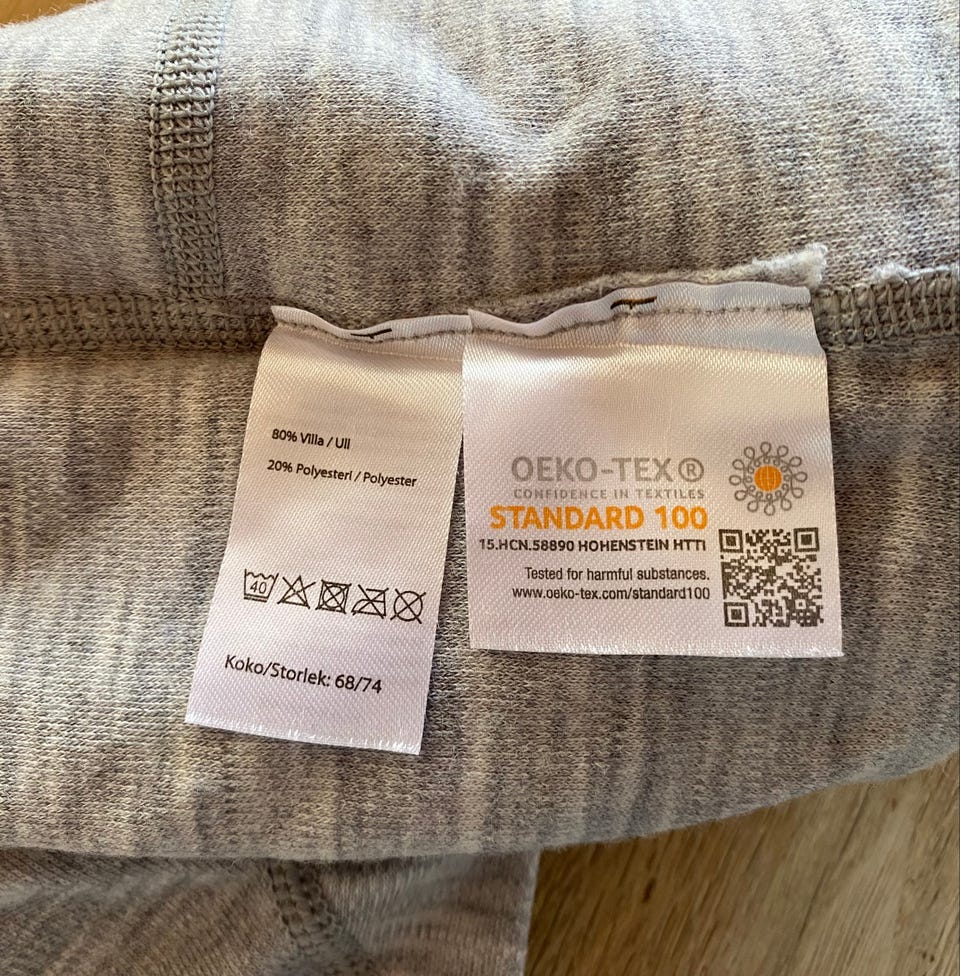 80% Villa / Ull
20% Polyesteri / Polyester
40
Koko/Storlek: 68/74
OEKO-TEX®
CONFIDENCE IN TEXTILES
STANDARD 100
15.HCN.58890 HOHENSTEIN HTTI
Tested for harmful substances.
www.oeko-tex.com/standard100